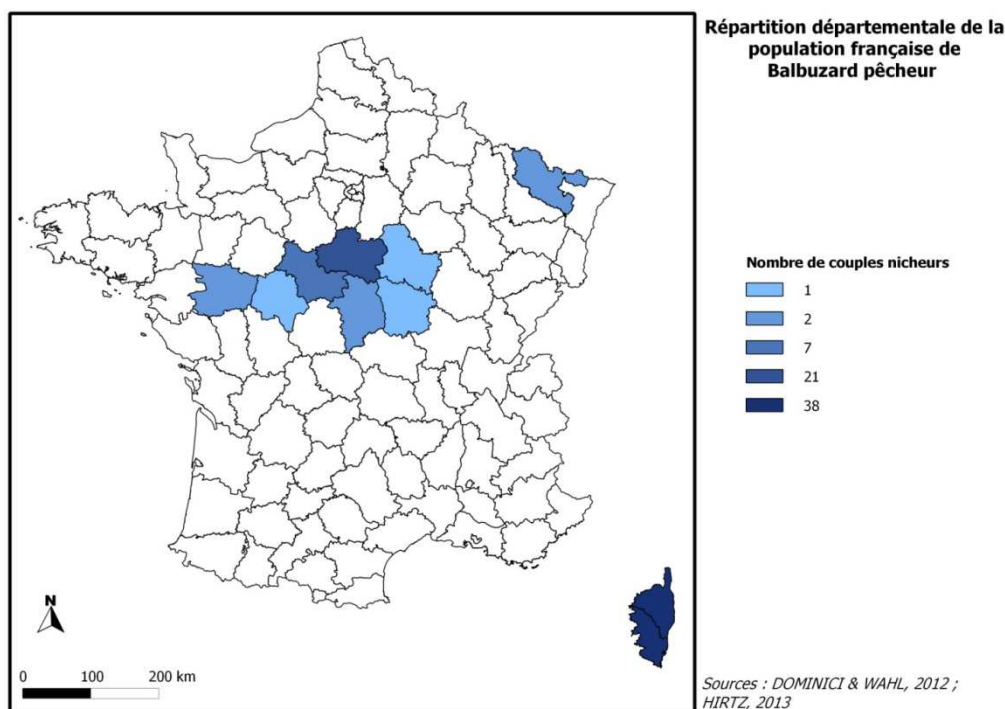 Répartition départementale de la
population française de
Balbuzard pêcheur
Nombre de couples nicheurs
1
2
7
21
38
N
0 100 200 km
Sources : DOMINICI & WAHL, 2012 ;
HIRTZ, 2013